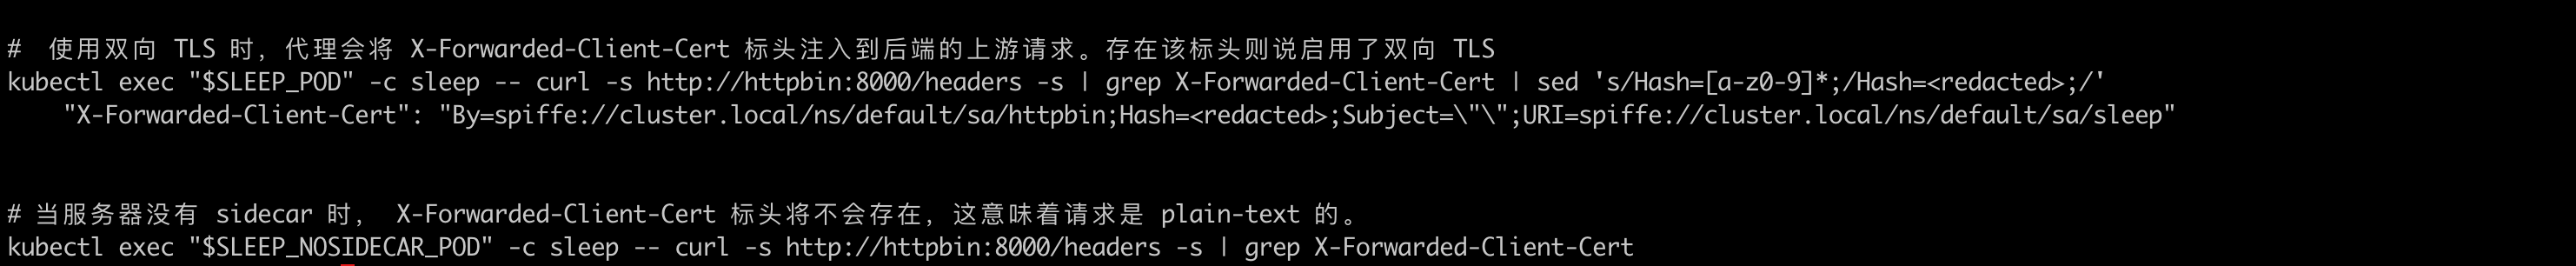 #  使用双向 TLS 时, 代理会将 X-Forwarded-Client-Cert 标头注入到后端的上游请求。存在该标头则说启用了双向 TLS
kubectl exec "$SLEEP_POD" -c sleep -- curl -s http://httpbin:8000/headers -s | grep X-Forwarded-Client-Cert | sed 's/Hash=[a-z0-9]*;/Hash=<redacted>;/'
    "X-Forwarded-Client-Cert": "By=spiffe://cluster.local/ns/default/sa/httpbin;Hash=<redacted>;Subject=\"\";URI=spiffe://cluster.local/ns/default/sa/sleep"
# 当服务器没有 sidecar 时,  X-Forwarded-Client-Cert 标头将不会存在, 这意味着请求是 plain-text 的。
kubectl exec "$SLEEP_NOSIDECAR_POD" -c sleep -- curl -s http://httpbin:8000/headers -s | grep X-Forwarded-Client-Cert